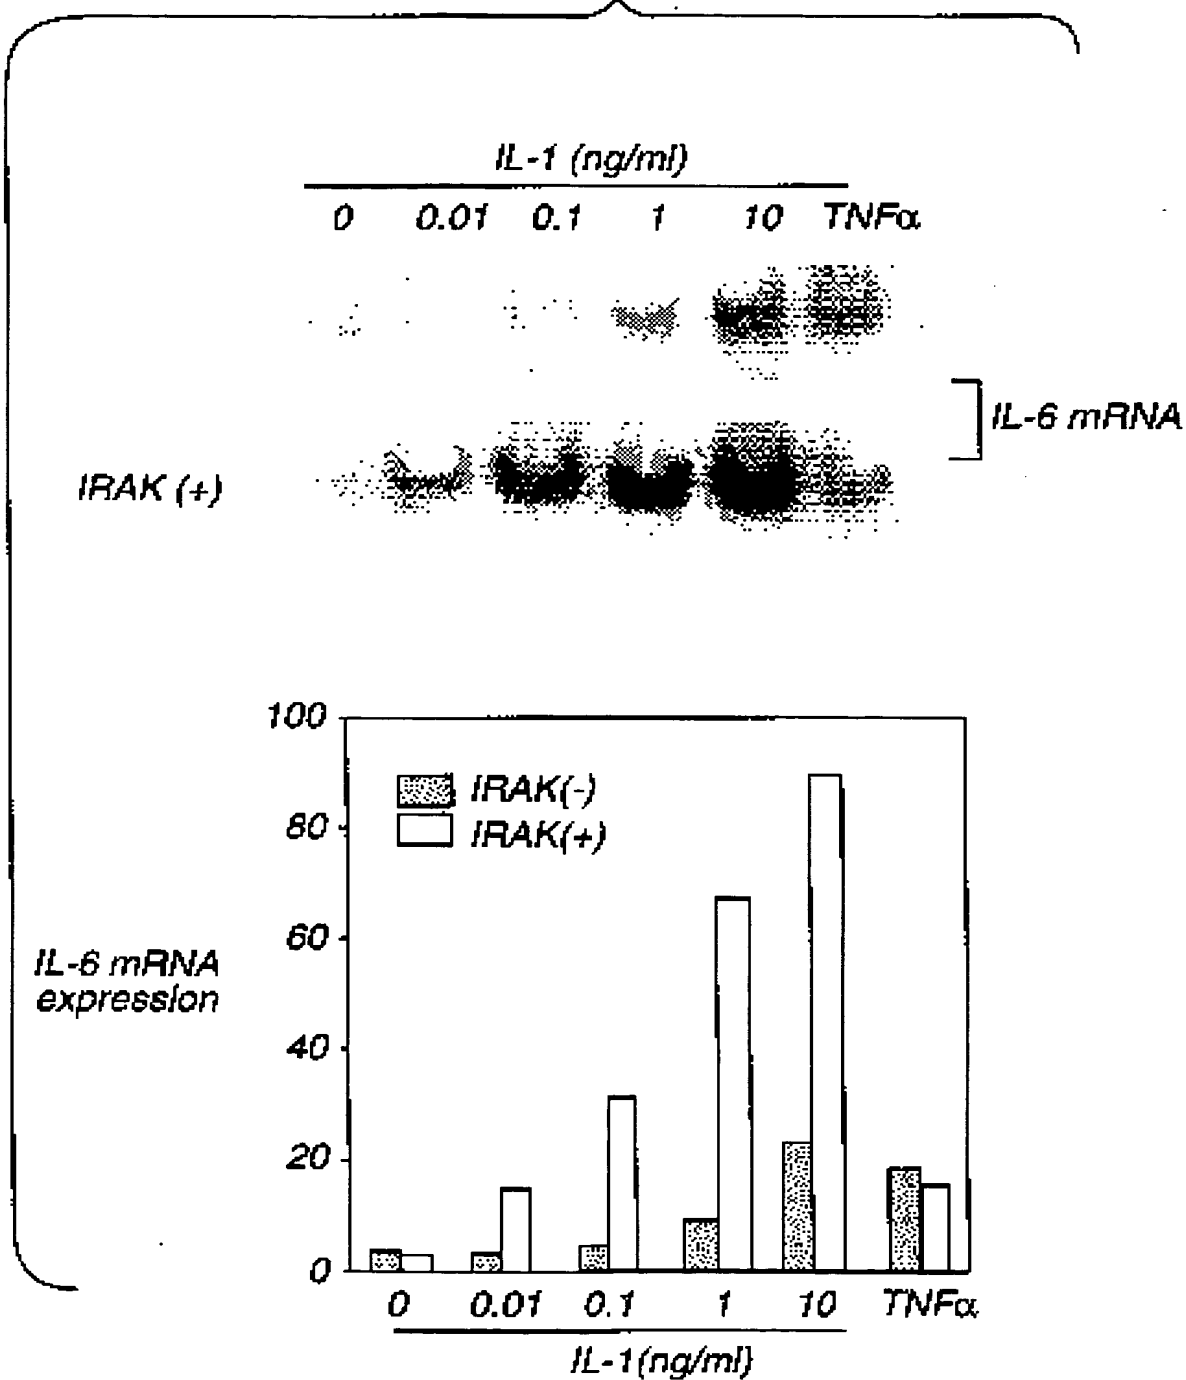 IL-1 (ng/ml)
0 0.01 0.1 1 10 TNFα
IL-6 mRNA
IRAK (+)
100
IRAK(-)
80
IRAK(+)
60
IL-6 mRNA
expression
40
20
0
0 0.01 0.1 1 10 TNFα
IL-1(ng/ml)